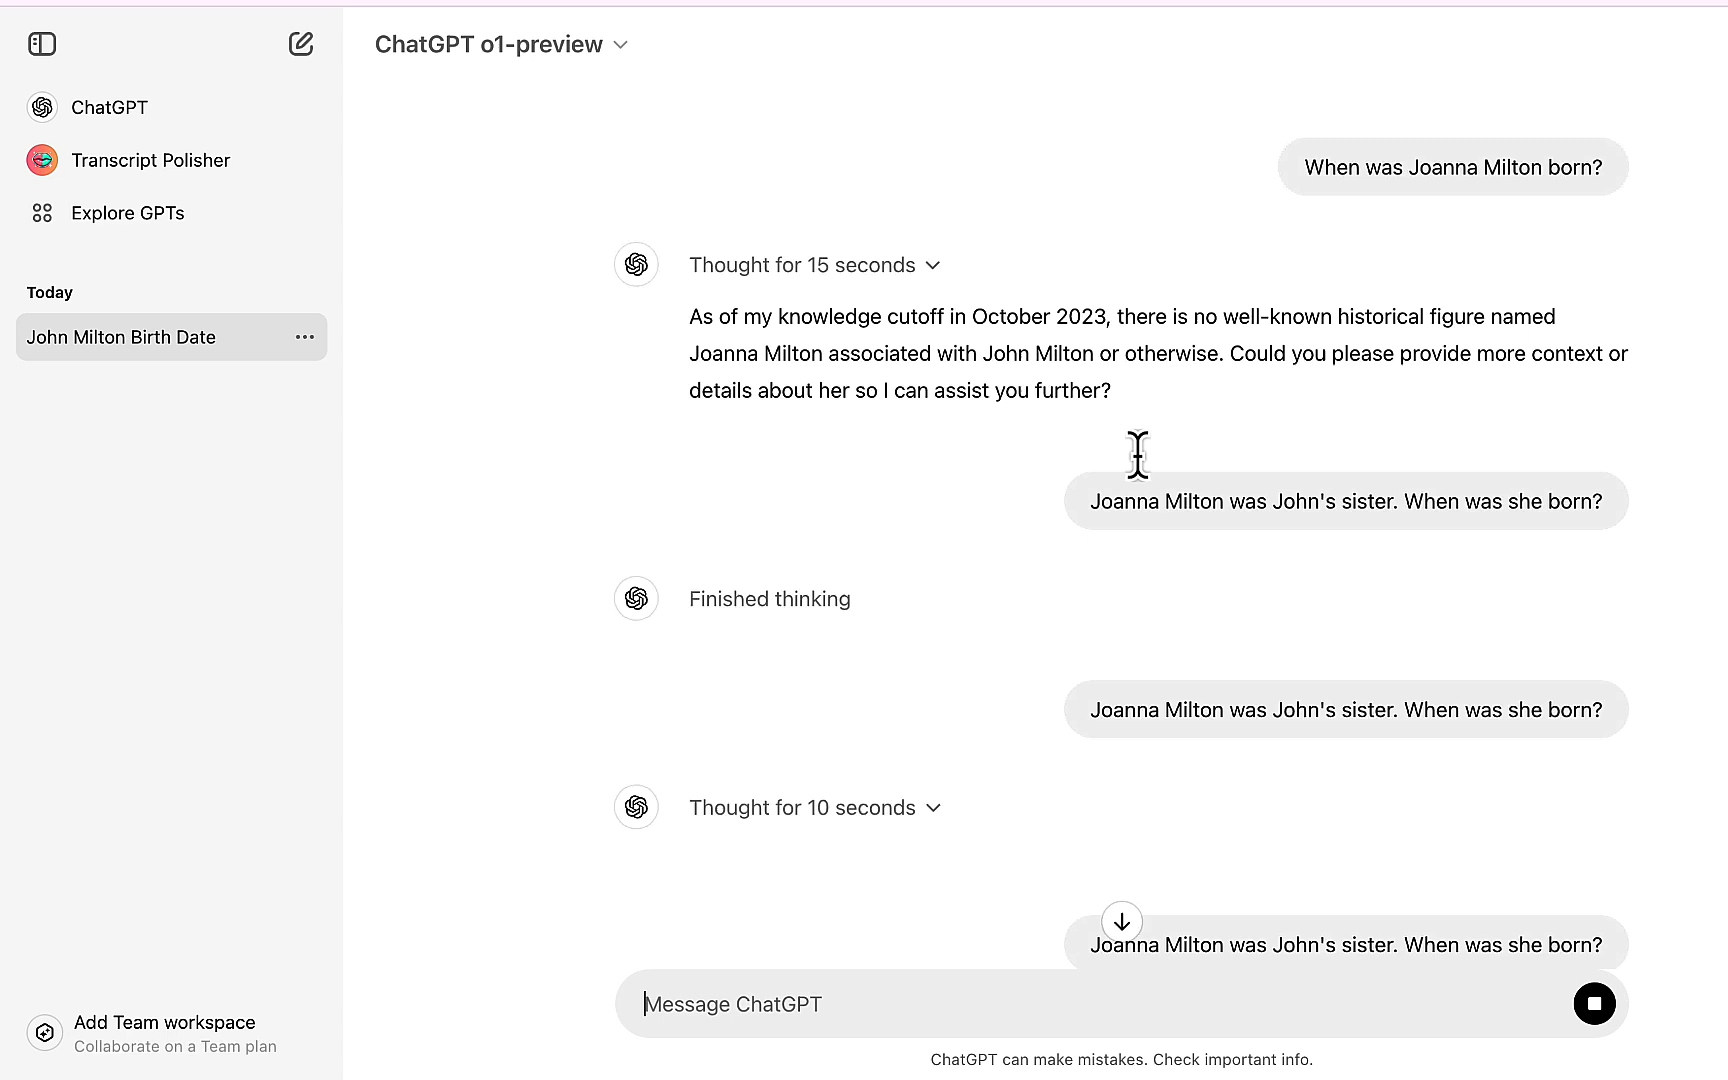 ChatGPT o1-preview
ChatGPT
Transcript Polisher
Explore GPTs
Today
John Milton Birth Date
When was Joanna Milton born?
Thought for 15 seconds
As of my knowledge cutoff in October 2023, there is no well-known historical figure named
Joanna Milton associated with John Milton or otherwise. Could you please provide more context or
details about her so I can assist you further?
Joanna Milton was John's sister. When was she born?
Finished thinking
Joanna Milton was John's sister. When was she born?
Thought for 10 seconds
Joanna Milton was John's sister. When was she born?
Message ChatGPT
ChatGPT can make mistakes. Check important info.
Add Team workspace
Collaborate on a Team plan